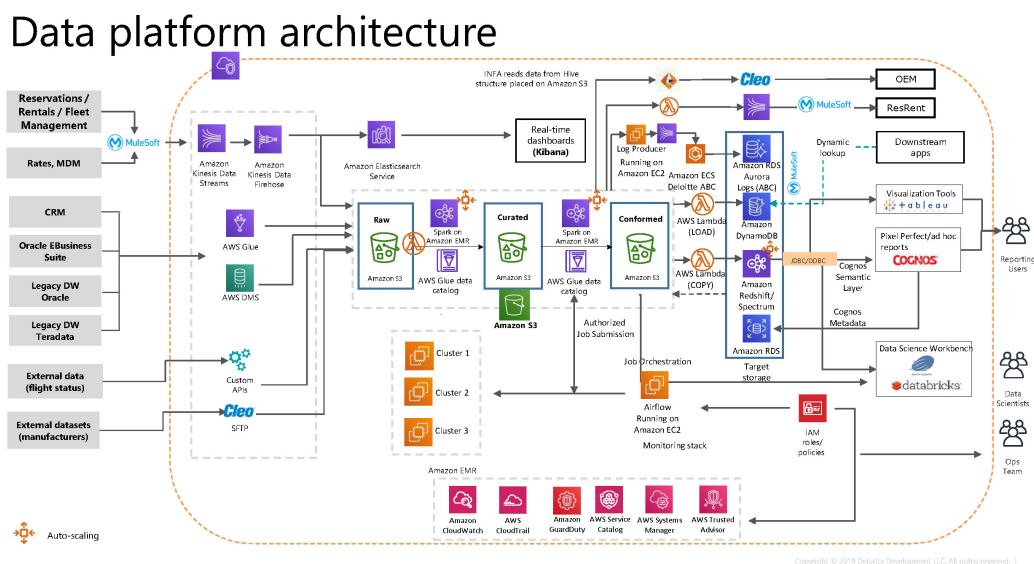 Data platform architecture
Reservations /
Rentals / Fleet
Management
Rates, MDM
CRM
Oracle EBusiness
Suite
Legacy DW
Oracle
Legacy DW
Teradata
External data
(flight status)
External datasets
(manufacturers)
Auto-scaling
MuleSoft
Amazon
Kinesis Data
Streams
Amazon
Kinesis Data
Firehose
AWS Glue
AWS DMS
Custom
APIs
Cleo
SFTP
Amazon Elasticsearch
Service
Real-time
dashboards
(Kibana)
INFA reads data from Hive
structure placed on Amazon S3
Cleo
OEM
MuleSoft
ResRent
Log Producer
Running on
Amazon EC2
Amazon ECS
Deloitte ABC
Amazon RDS
Aurora
Logs (ABC)
MuleSoft
Dynamic
lookup
Downstream
apps
Raw
Amazon S3
Spark on
Amazon EMR
AWS Glue data
catalog
Curated
Amazon S3
Spark on
Amazon EMR
AWS Glue data
catalog
Conformed
Amazon S3
Amazon S3
AWS Lambda
(LOAD)
Amazon
DynamoDB
AWS Lambda
(COPY)
Amazon
Redshift/
Spectrum
Amazon RDS
Target
storage
JDBC/ODBC
Cognos
Semantic
Layer
Cognos
Metadata
Visualization Tools
+ableau
Pixel Perfect/ad hoc
reports
COGNOS
Data Science Workbench
databricks
Reporting
Users
Data
Scientists
Ops
Team
Authorized
Job Submission
Job Orchestration
Cluster 1
Cluster 2
Cluster 3
Amazon EMR
Airflow
Running on
Amazon EC2
Monitoring stack
IAM
roles/
policies
Amazon
CloudWatch
AWS
CloudTrail
Amazon
GuardDuty
AWS Service
Catalog
AWS Systems
Manager
AWS Trusted
Advisor
Copyright © 2019 Deloitte Development LLC. All rights reserved. |